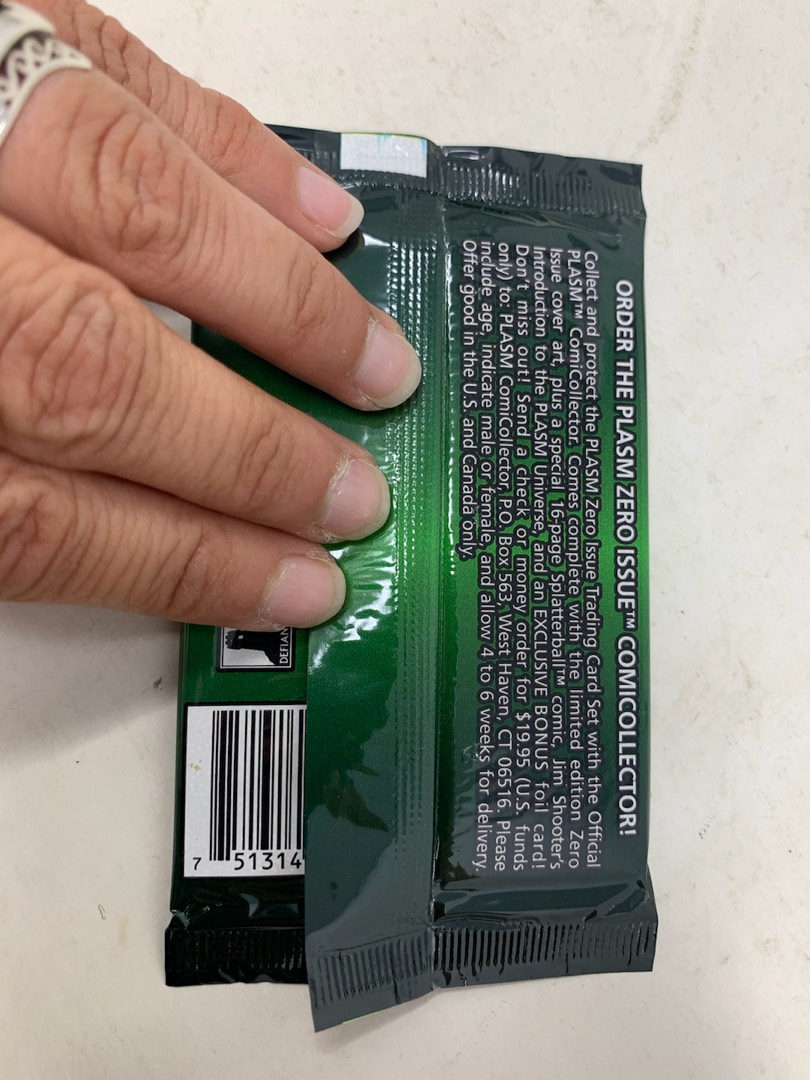 ORDER THE PLASM ZERO ISSUE™ COMICOLLECTOR!
Collect and protect the PLASM Zero Issue Trading Card Set with the Official
PLASM™ ComiCollector. Comes complete with the limited edition Zero
Issue cover art, plus a special 16-page Splatterball™ comic, Jim Shooter's
Introduction to the PLASM Universe, and an EXCLUSIVE BONUS foil card!
Don't miss out! Send a check or money order for $19.95 (U.S. funds
only) to: PLASM ComiCollector, P.O. Box 563, West Haven, CT 06516. Please
include age, indicate male or female, and allow 4 to 6 weeks for delivery.
Offer good in the U.S. and Canada only.
7 51314